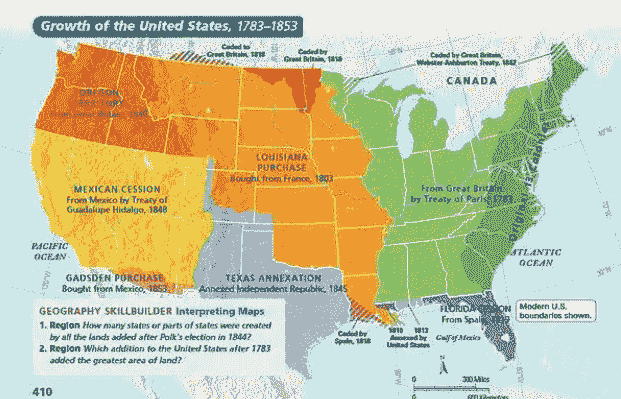 Growth of the United States, 1783–1853
Ceded to
Great Britain, 1818
Ceded by
Great Britain, 1818
Ceded by Great Britain,
Webster-Ashburton Treaty, 1842
CANADA
OREGON
LOUISIANA
PURCHASE
Bought from France, 1803
MEXICAN CESSION
From Mexico by Treaty of
Guadalupe Hidalgo, 1848
From Great Britain
by Treaty of Paris, 1783
PACIFIC
OCEAN
ATLANTIC
OCEAN
GADSDEN PURCHASE
Bought from Mexico, 1853
TEXAS ANNEXATION
Annexed Independent Republic, 1845
FLORIDA
From Spain, 1819
Modern U.S.
boundaries shown.
Ceded by
Spain, 1818
1810
1813
Annexed by
United States
Gulf of Mexico
GEOGRAPHY SKILLBUILDER Interpreting Maps
1. Region How many states or parts of states were created
by all the lands added after Polk's election in 1844?
2. Region Which addition to the United States after 1783
added the greatest area of land?
N
W
E
S
0
300 Miles
0
600 Kilometers
410